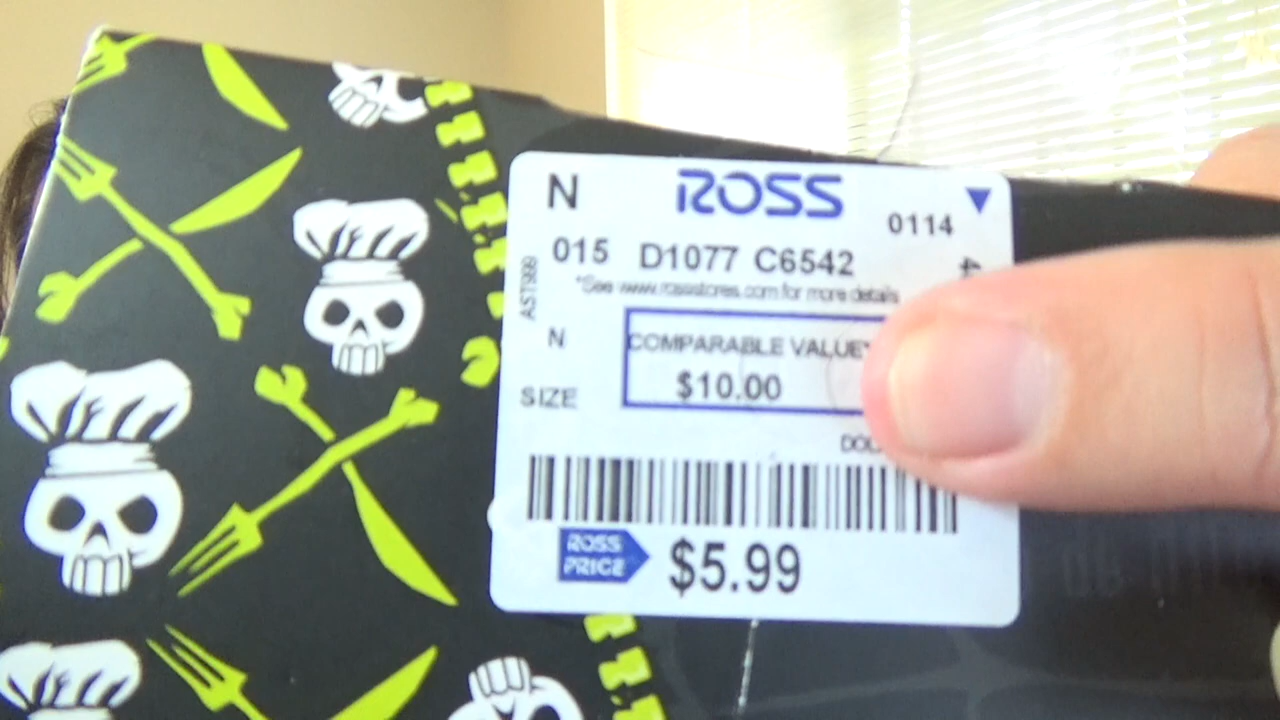 N ROSS
0114
015 D1077 C6542
*See www.rossstores.com for more details
AST999
N COMPARABLE VALUE*
SIZE $10.00
ROSS PRICE $5.99